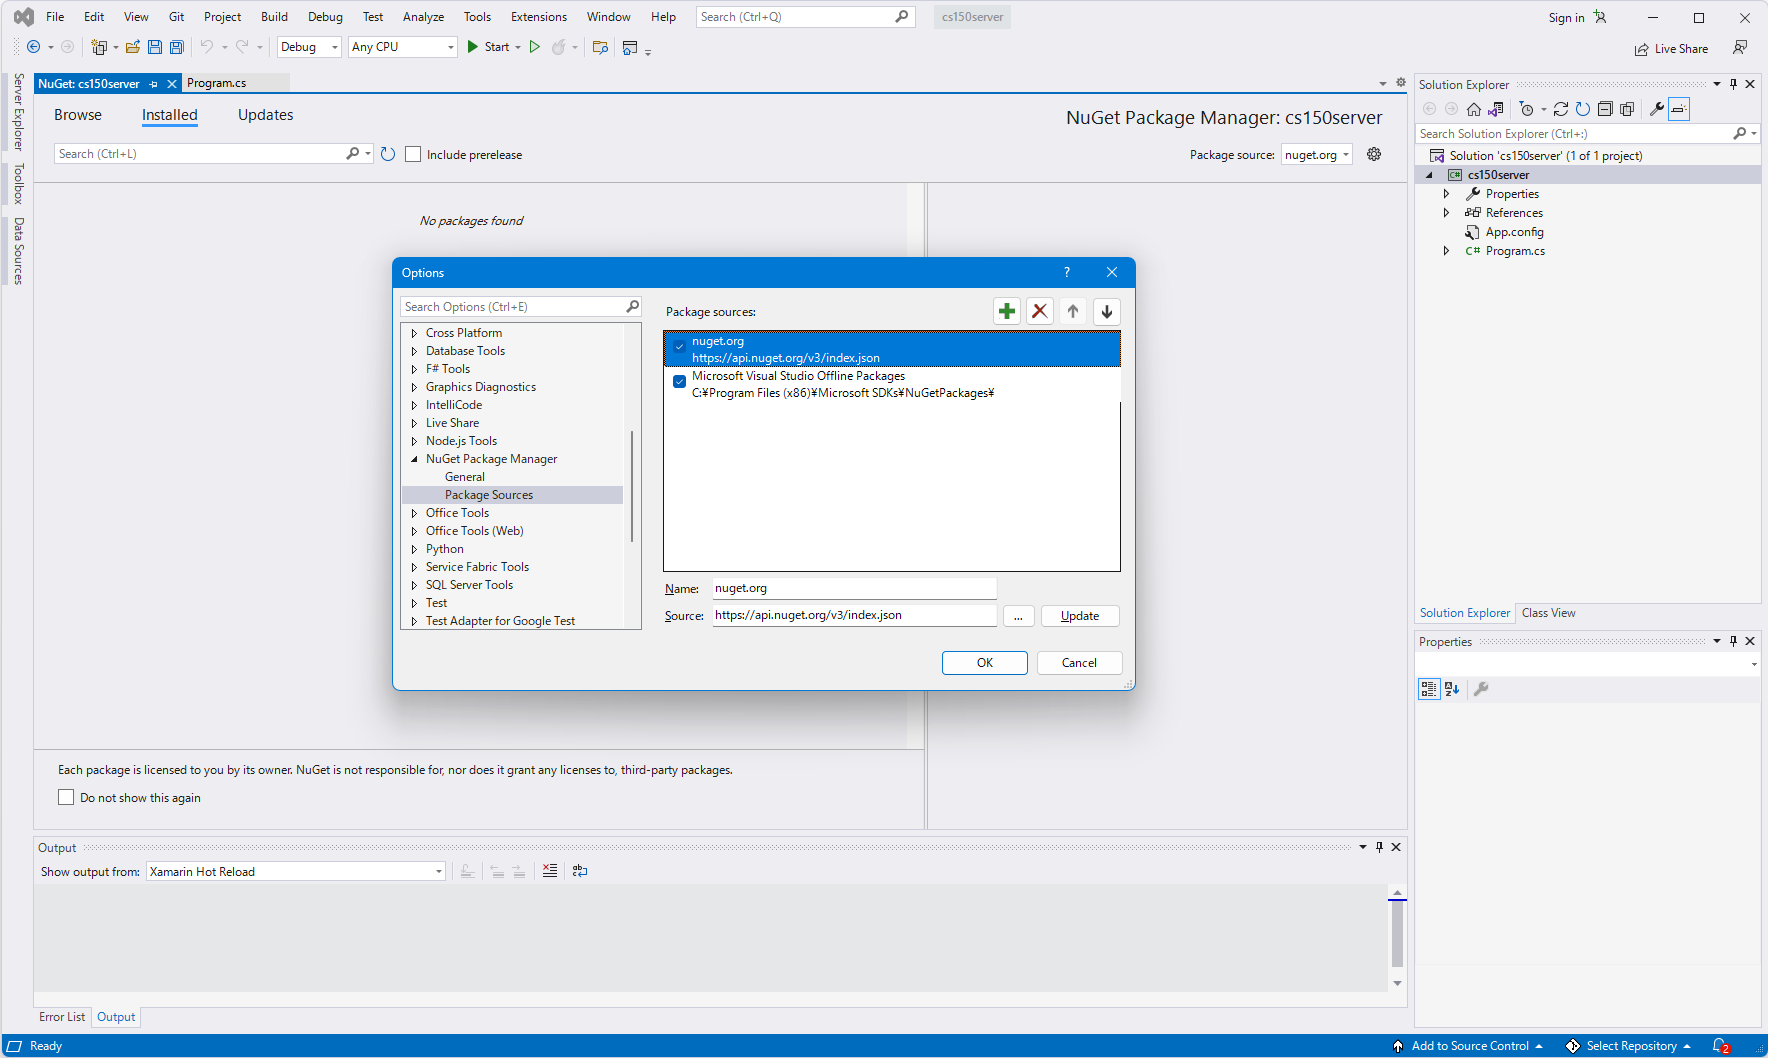 File Edit View Git Project Build Debug Test Analyze Tools Extensions Window Help Search (Ctrl+Q) cs150server Sign in
Debug Any CPU Start Live Share
Server Explorer
Toolbox
Data Sources
NuGet: cs150server Program.cs
Browse Installed Updates NuGet Package Manager: cs150server
Search (Ctrl+L) Include prerelease Package source: nuget.org
No packages found
Options ?
Search Options (Ctrl+E)
Cross Platform
Database Tools
F# Tools
Graphics Diagnostics
IntelliCode
Live Share
Node.js Tools
NuGet Package Manager
General
Package Sources
Office Tools
Office Tools (Web)
Python
Service Fabric Tools
SQL Server Tools
Test
Test Adapter for Google Test
Package sources:
nuget.org
https://api.nuget.org/v3/index.json
Microsoft Visual Studio Offline Packages
C:¥Program Files (x86)¥Microsoft SDKs¥NuGetPackages¥
Name: nuget.org
Source: https://api.nuget.org/v3/index.json ... Update
OK Cancel
Each package is licensed to you by its owner. NuGet is not responsible for, nor does it grant any licenses to, third-party packages.
Do not show this again
Output
Show output from: Xamarin Hot Reload
Error List Output
Solution Explorer
Search Solution Explorer (Ctrl+:)
Solution 'cs150server' (1 of 1 project)
C# cs150server
Properties
References
App.config
C# Program.cs
Solution Explorer Class View
Properties
Ready Add to Source Control Select Repository 2